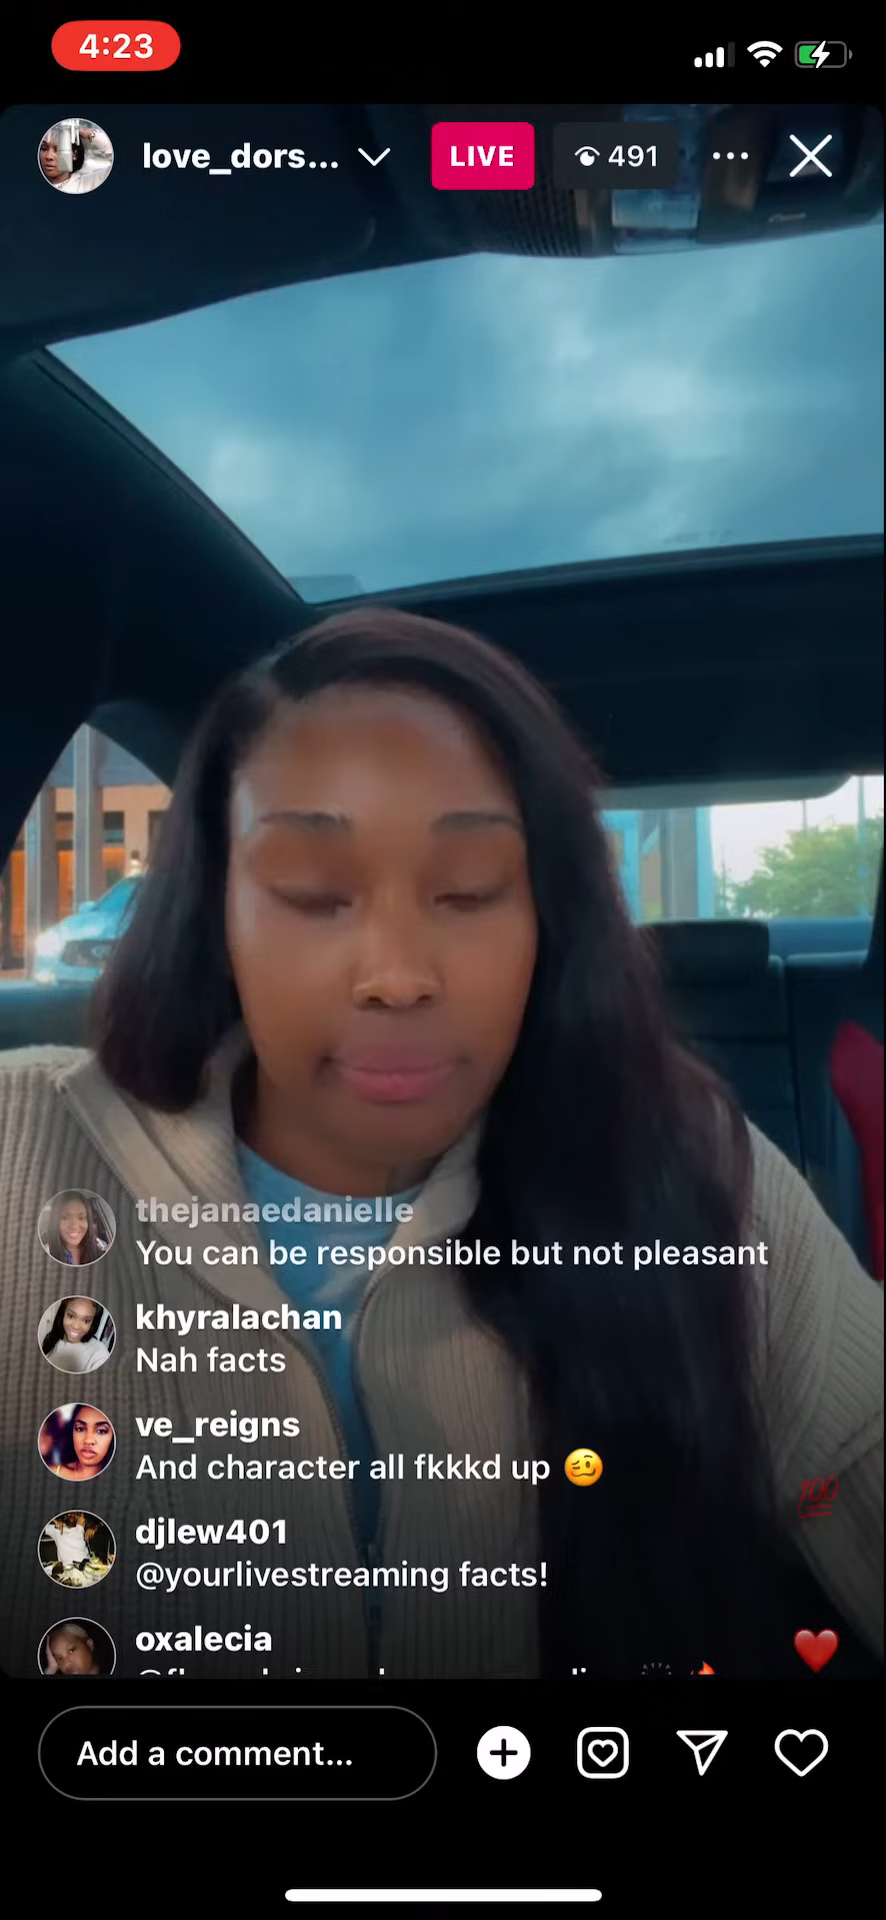 4:23
love_dors...
LIVE
491
thejanaedanielle
You can be responsible but not pleasant
khyralachan
Nah facts
ve_reigns
And character all fkkkd up 🥴
djlew401
@yourlivestreaming facts!
💯
oxalecia
Add a comment...